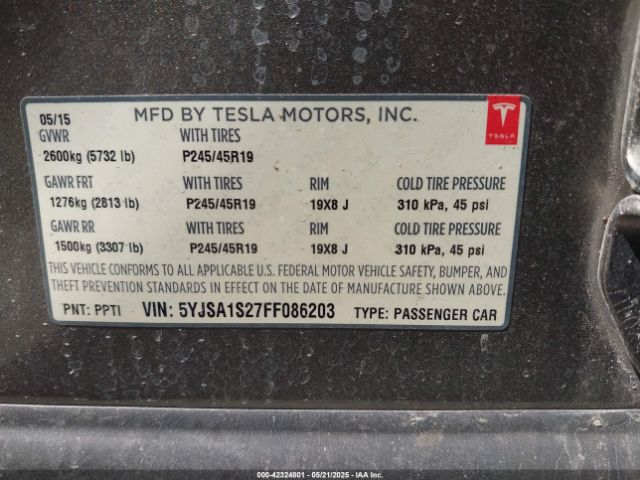 05/15 MFD BY TESLA MOTORS, INC.
TESLA
GVWR WITH TIRES
2600kg (5732 lb) P245/45R19
GAWR FRT WITH TIRES RIM COLD TIRE PRESSURE
1276kg (2813 lb) P245/45R19 19X8 J 310 kPa, 45 psi
GAWR RR WITH TIRES RIM COLD TIRE PRESSURE
1500kg (3307 lb) P245/45R19 19X8 J 310 kPa, 45 psi
THIS VEHICLE CONFORMS TO ALL APPLICABLE U.S. FEDERAL MOTOR VEHICLE SAFETY, BUMPER, AND
THEFT PREVENTION STANDARDS IN EFFECT ON THE DATE OF MANUFACTURE SHOWN ABOVE.
PNT: PPTI VIN: 5YJSA1S27FF086203 TYPE: PASSENGER CAR
00-42324801 - 05/21/2025 - IAA Inc.